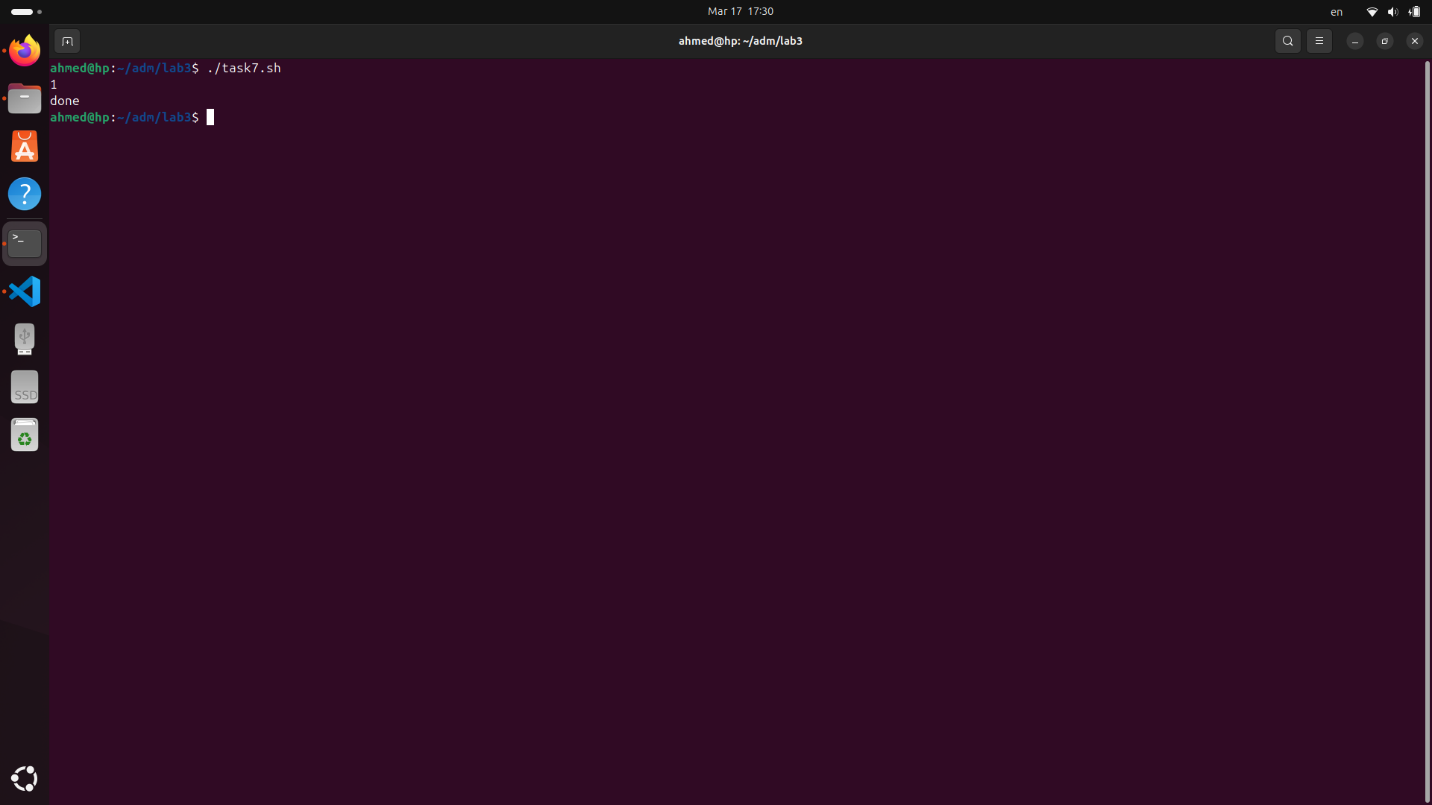 Mar 17 17:30
en
ahmed@hp: ~/adm/lab3
ahmed@hp:~/adm/lab3$ ./task7.sh
1
done
ahmed@hp:~/adm/lab3$
>_
SSD